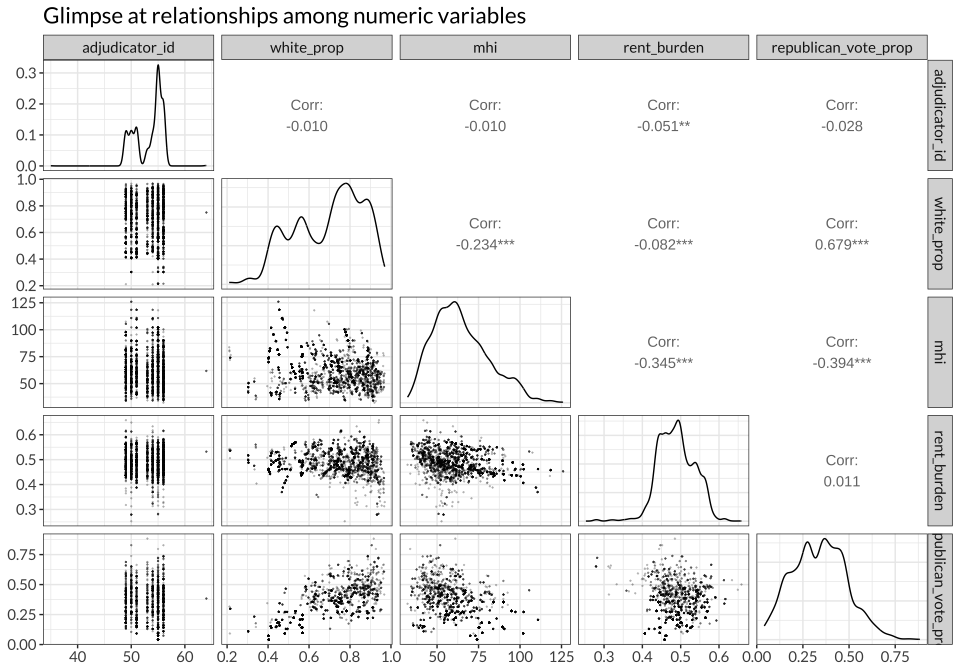 Glimpse at relationships among numeric variables
adjudicator_id white_prop mhi rent_burden republican_vote_prop
0.3
0.2
0.1
0.0
Corr:
-0.010
Corr:
-0.010
Corr:
-0.051**
Corr:
-0.028
adjudicator_id
1.0
0.8
0.6
0.4
0.2
Corr:
-0.234***
Corr:
-0.082***
Corr:
0.679***
white_prop
125
100
75
50
Corr:
-0.345***
Corr:
-0.394***
mhi
0.6
0.5
0.4
0.3
Corr:
0.011
rent_burden
0.75
0.50
0.25
0.00
publican_vote_pr
40 50 60 0.2 0.4 0.6 0.8 1.0 50 75 100 125 0.3 0.4 0.5 0.6 0.00 0.25 0.50 0.75